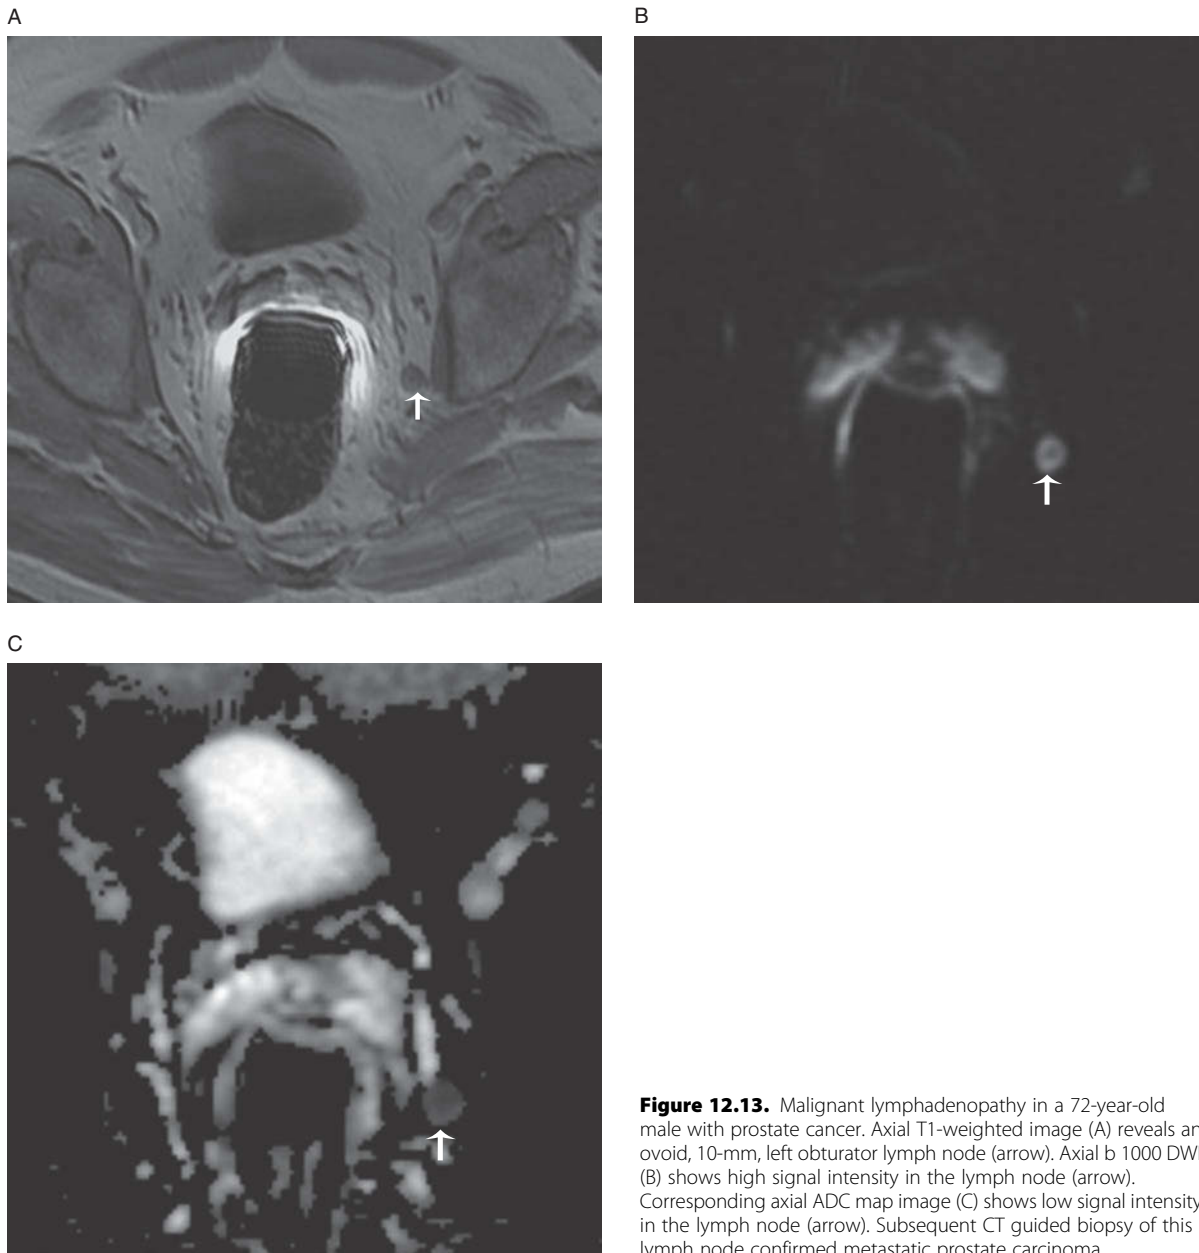 A
B
C
Figure 12.13. Malignant lymphadenopathy in a 72-year-old
male with prostate cancer. Axial T1-weighted image (A) reveals an
ovoid, 10-mm, left obturator lymph node (arrow). Axial b 1000 DWI
(B) shows high signal intensity in the lymph node (arrow).
Corresponding axial ADC map image (C) shows low signal intensity
in the lymph node (arrow). Subsequent CT guided biopsy of this
lymph node confirmed metastatic prostate carcinoma.